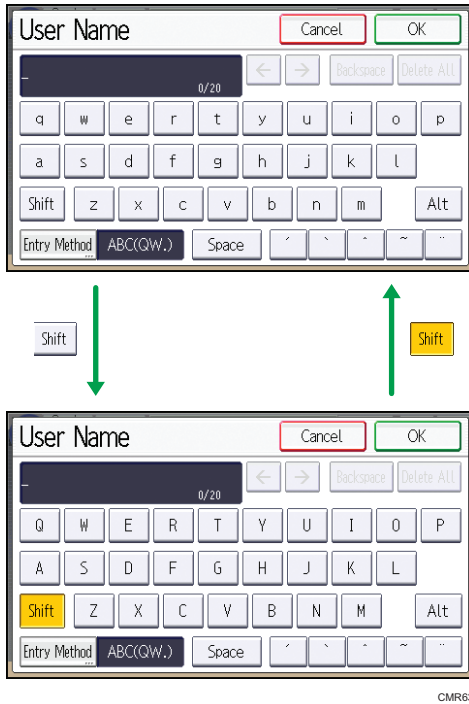 User Name Cancel OK
_ 0/20 ← → Backspace Delete All
q w e r t y u i o p
a s d f g h j k l
Shift z x c v b n m Alt
Entry Method ABC(QW.) Space ´ ` ^ ~ ¨
Shift Shift
User Name Cancel OK
_ 0/20 ← → Backspace Delete All
Q W E R T Y U I O P
A S D F G H J K L
Shift Z X C V B N M Alt
Entry Method ABC(QW.) Space ´ ` ^ ~ ¨